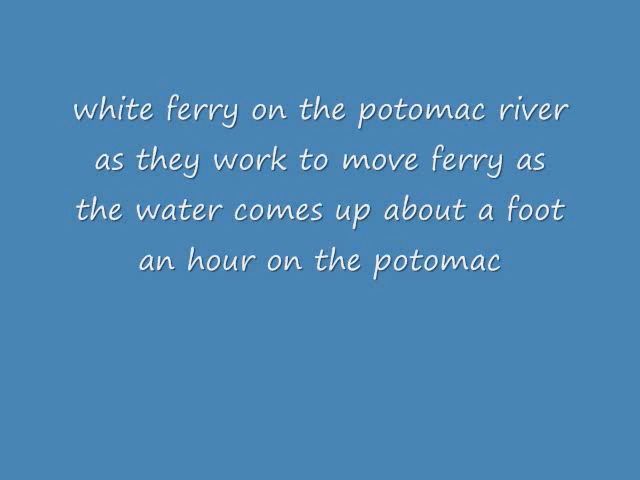 white ferry on the potomac river
as they work to move ferry as
the water comes up about a foot
an hour on the potomac